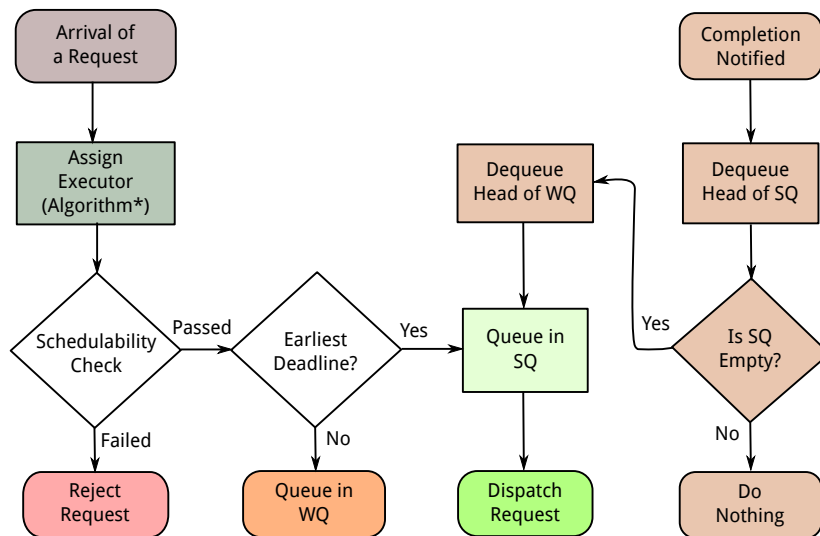 Arrival of
a Request
Completion
Notified
Assign
Executor
(Algorithm*)
Dequeue
Head of WQ
Dequeue
Head of SQ
Schedulability
Check
Passed
Earliest
Deadline?
Yes
Queue in
SQ
Yes
Is SQ
Empty?
Failed
No
No
Reject
Request
Queue in
WQ
Dispatch
Request
Do
Nothing